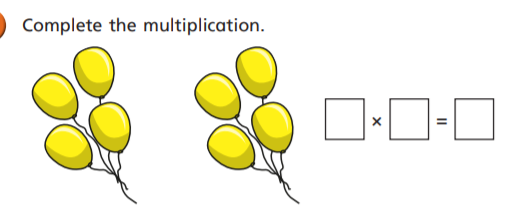 Complete the multiplication.
× =